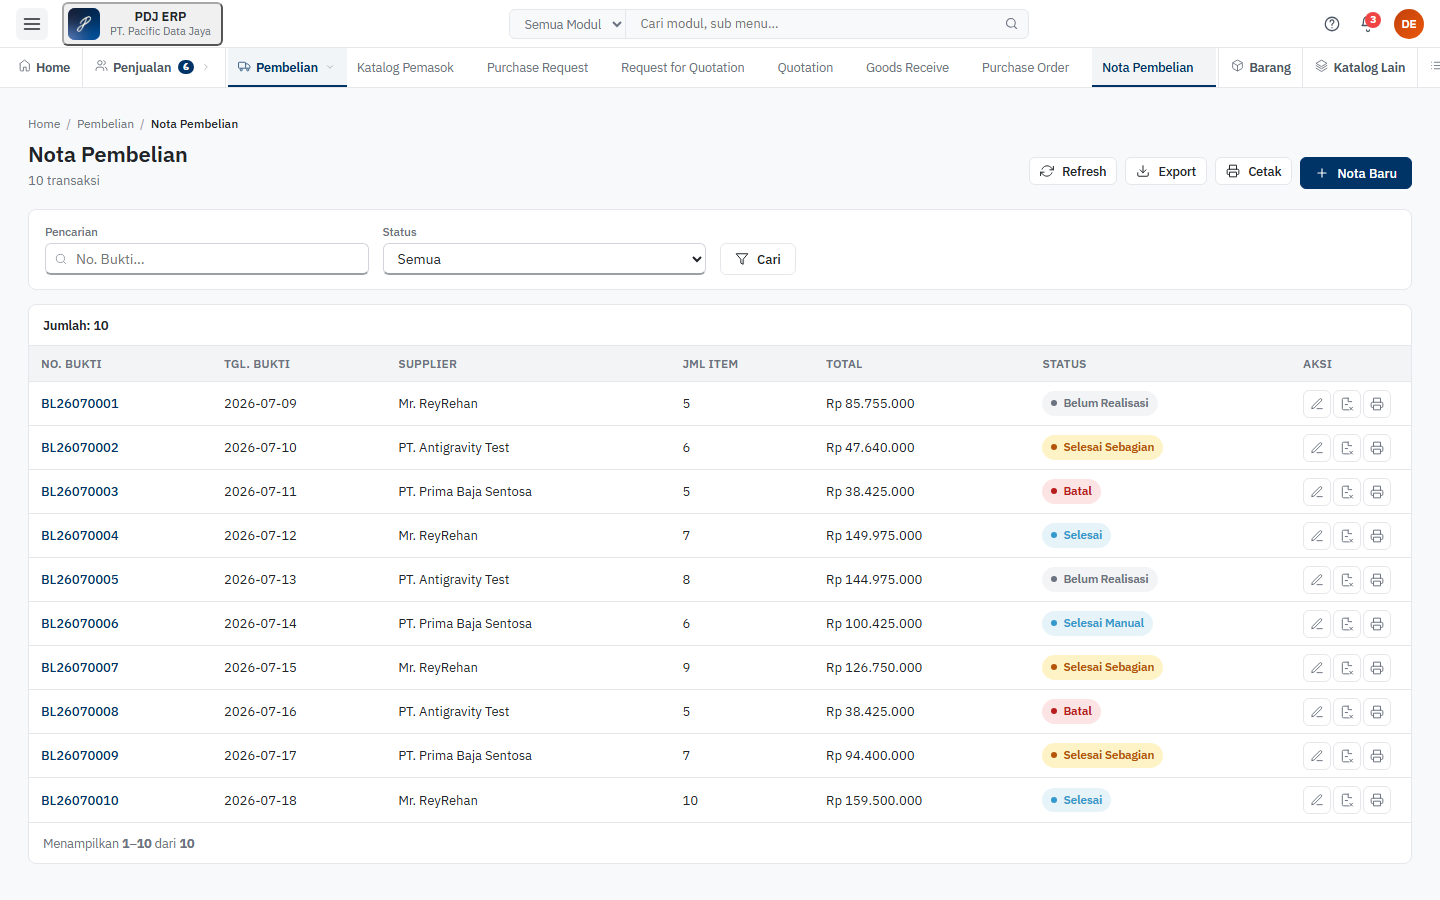 PDJ ERP
PT. Pacific Data Jaya
Semua Modul
Cari modul, sub menu...
3
DE
Home
Penjualan 6
Pembelian
Katalog Pemasok
Purchase Request
Request for Quotation
Quotation
Goods Receive
Purchase Order
Nota Pembelian
Barang
Katalog Lain
Home / Pembelian / Nota Pembelian
Nota Pembelian
10 transaksi
Refresh
Export
Cetak
Nota Baru
Pencarian
Status
No. Bukti...
Semua
Cari
Jumlah: 10
NO. BUKTI TGL. BUKTI SUPPLIER JML ITEM TOTAL STATUS AKSI
BL26070001 2026-07-09 Mr. ReyRehan 5 Rp 85.755.000 Belum Realisasi
BL26070002 2026-07-10 PT. Antigravity Test 6 Rp 47.640.000 Selesai Sebagian
BL26070003 2026-07-11 PT. Prima Baja Sentosa 5 Rp 38.425.000 Batal
BL26070004 2026-07-12 Mr. ReyRehan 7 Rp 149.975.000 Selesai
BL26070005 2026-07-13 PT. Antigravity Test 8 Rp 144.975.000 Belum Realisasi
BL26070006 2026-07-14 PT. Prima Baja Sentosa 6 Rp 100.425.000 Selesai Manual
BL26070007 2026-07-15 Mr. ReyRehan 9 Rp 126.750.000 Selesai Sebagian
BL26070008 2026-07-16 PT. Antigravity Test 5 Rp 38.425.000 Batal
BL26070009 2026-07-17 PT. Prima Baja Sentosa 7 Rp 94.400.000 Selesai Sebagian
BL26070010 2026-07-18 Mr. ReyRehan 10 Rp 159.500.000 Selesai
Menampilkan 1–10 dari 10